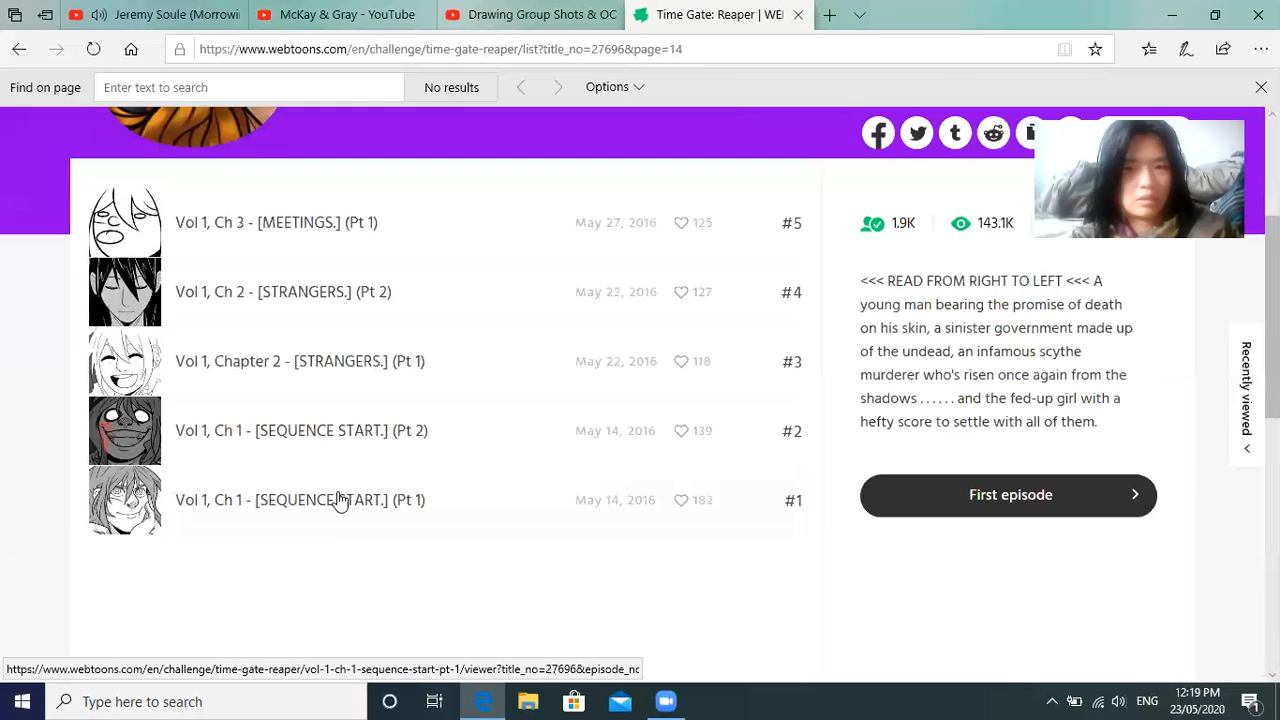 Jeremy Soule (Morrowi
McKay & Gray - YouTube
Drawing Group Shots & OC
Time Gate: Reaper | WE
https://www.webtoons.com/en/challenge/time-gate-reaper/list?title_no=27696&page=14
Find on page
Enter text to search
No results
Options
Vol 1, Ch 3 - [MEETINGS.] (Pt 1)
May 27, 2016
125
#5
Vol 1, Ch 2 - [STRANGERS.] (Pt 2)
May 23, 2016
127
#4
Vol 1, Chapter 2 - [STRANGERS.] (Pt 1)
May 22, 2016
118
#3
Vol 1, Ch 1 - [SEQUENCE START.] (Pt 2)
May 14, 2016
139
#2
Vol 1, Ch 1 - [SEQUENCE START.] (Pt 1)
May 14, 2016
182
#1
1.9K
143.1K
<<< READ FROM RIGHT TO LEFT <<< A
young man bearing the promise of death
on his skin, a sinister government made up
of the undead, an infamous scythe
murderer who's risen once again from the
shadows . . . . . . and the fed-up girl with a
hefty score to settle with all of them.
First episode
Recently viewed
https://www.webtoons.com/en/challenge/time-gate-reaper/vol-1-ch-1-sequence-start-pt-1/viewer?title_no=27696&episode_nc
Type here to search
ENG
12:19 PM
23/05/2020